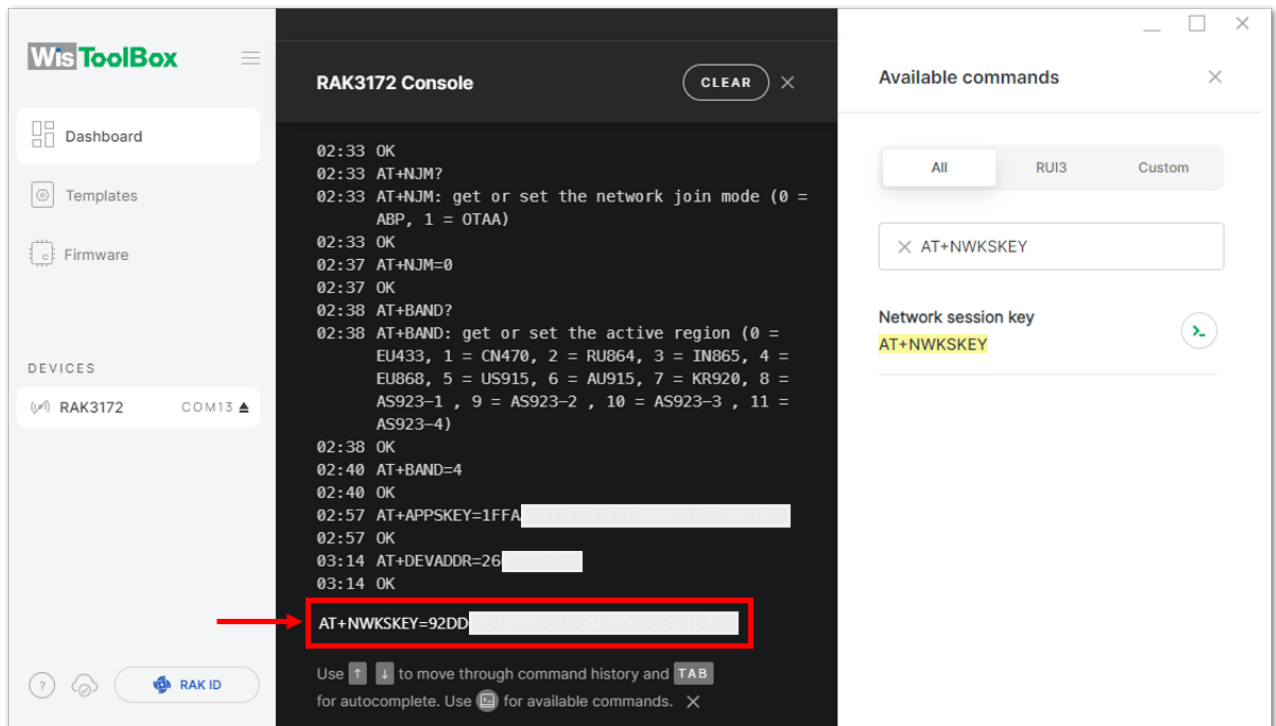 WisToolBox
Dashboard
Templates
Firmware
DEVICES
RAK3172 COM13
? RAK ID
RAK3172 Console CLEAR
02:33 OK
02:33 AT+NJM?
02:33 AT+NJM: get or set the network join mode (0 =
ABP, 1 = OTAA)
02:33 OK
02:37 AT+NJM=0
02:37 OK
02:38 AT+BAND?
02:38 AT+BAND: get or set the active region (0 =
EU433, 1 = CN470, 2 = RU864, 3 = IN865, 4 =
EU868, 5 = US915, 6 = AU915, 7 = KR920, 8 =
AS923-1 , 9 = AS923-2 , 10 = AS923-3 , 11 =
AS923-4)
02:38 OK
02:40 AT+BAND=4
02:40 OK
02:57 AT+APPSKEY=1FFA
02:57 OK
03:14 AT+DEVADDR=26
03:14 OK
AT+NWKSKEY=92DD
Use ↑ ↓ to move through command history and TAB
for autocomplete. Use for available commands.
Available commands
All RUI3 Custom
AT+NWKSKEY
Network session key
AT+NWKSKEY